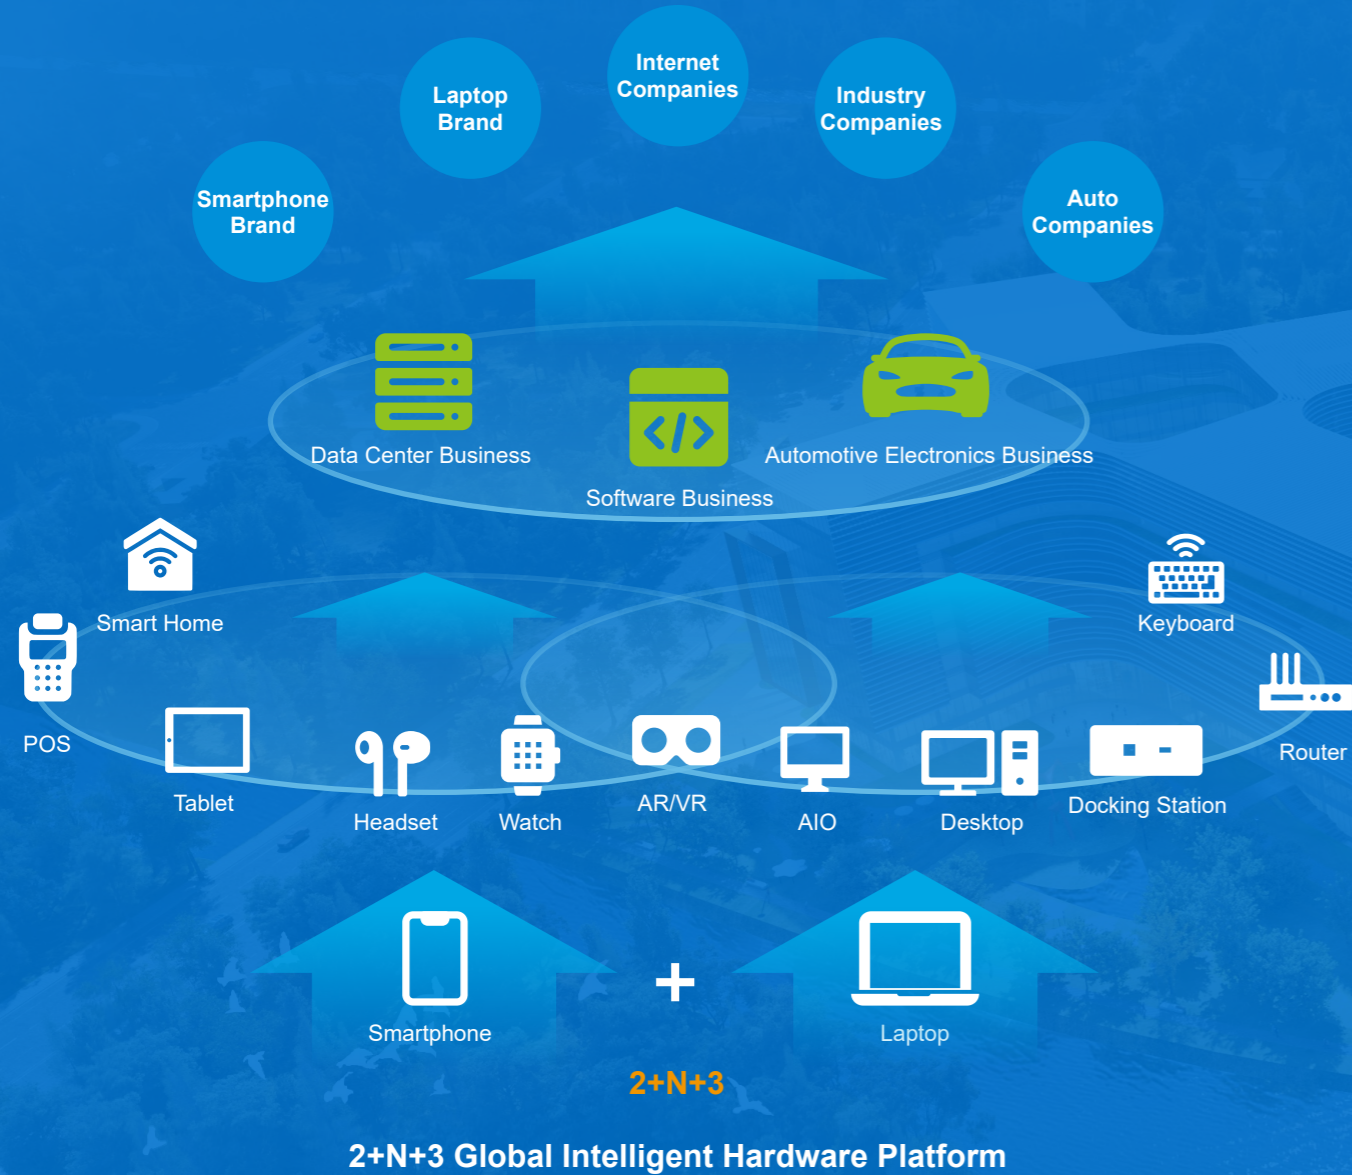 Internet
Companies
Laptop
Brand
Industry
Companies
Smartphone
Brand
Auto
Companies
Data Center Business
Software Business
Automotive Electronics Business
Smart Home
Keyboard
POS
Router
Tablet
Headset
Watch
AR/VR
AIO
Desktop
Docking Station
Smartphone
+
Laptop
2+N+3
2+N+3 Global Intelligent Hardware Platform